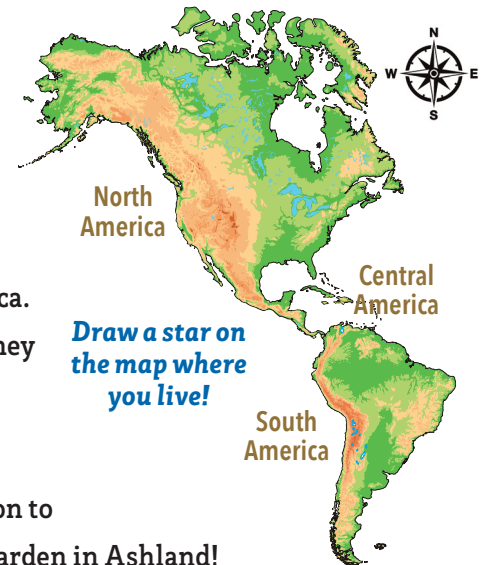 N
W E
S
North
America
Central
America
ca.
Draw a star on
the map where
you live!
ney
South
America
on to
arden in Ashland!